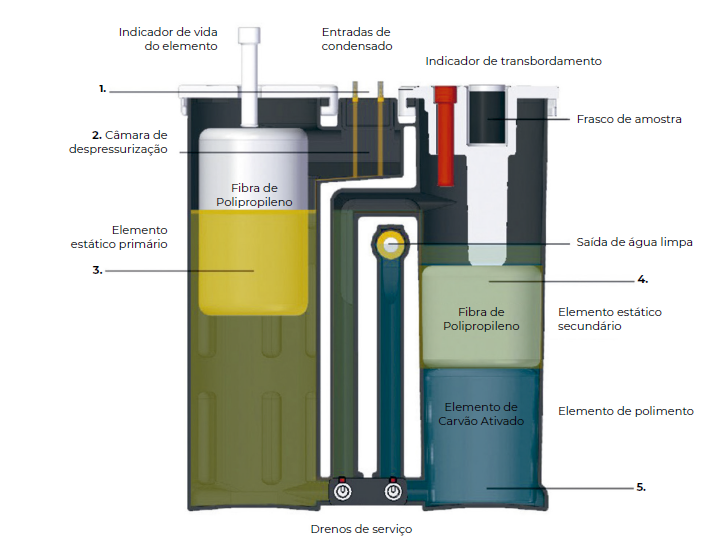 Indicador de vida
do elemento
Entradas de
condensado
Indicador de transbordamento
1.
Frasco de amostra
2. Câmara de
despressurização
Fibra de
Polipropileno
Elemento
estático primário
3.
Saída de água limpa
4.
Fibra de
Polipropileno
Elemento estático
secundário
Elemento de
Carvão Ativado
Elemento de polimento
5.
Drenos de serviço